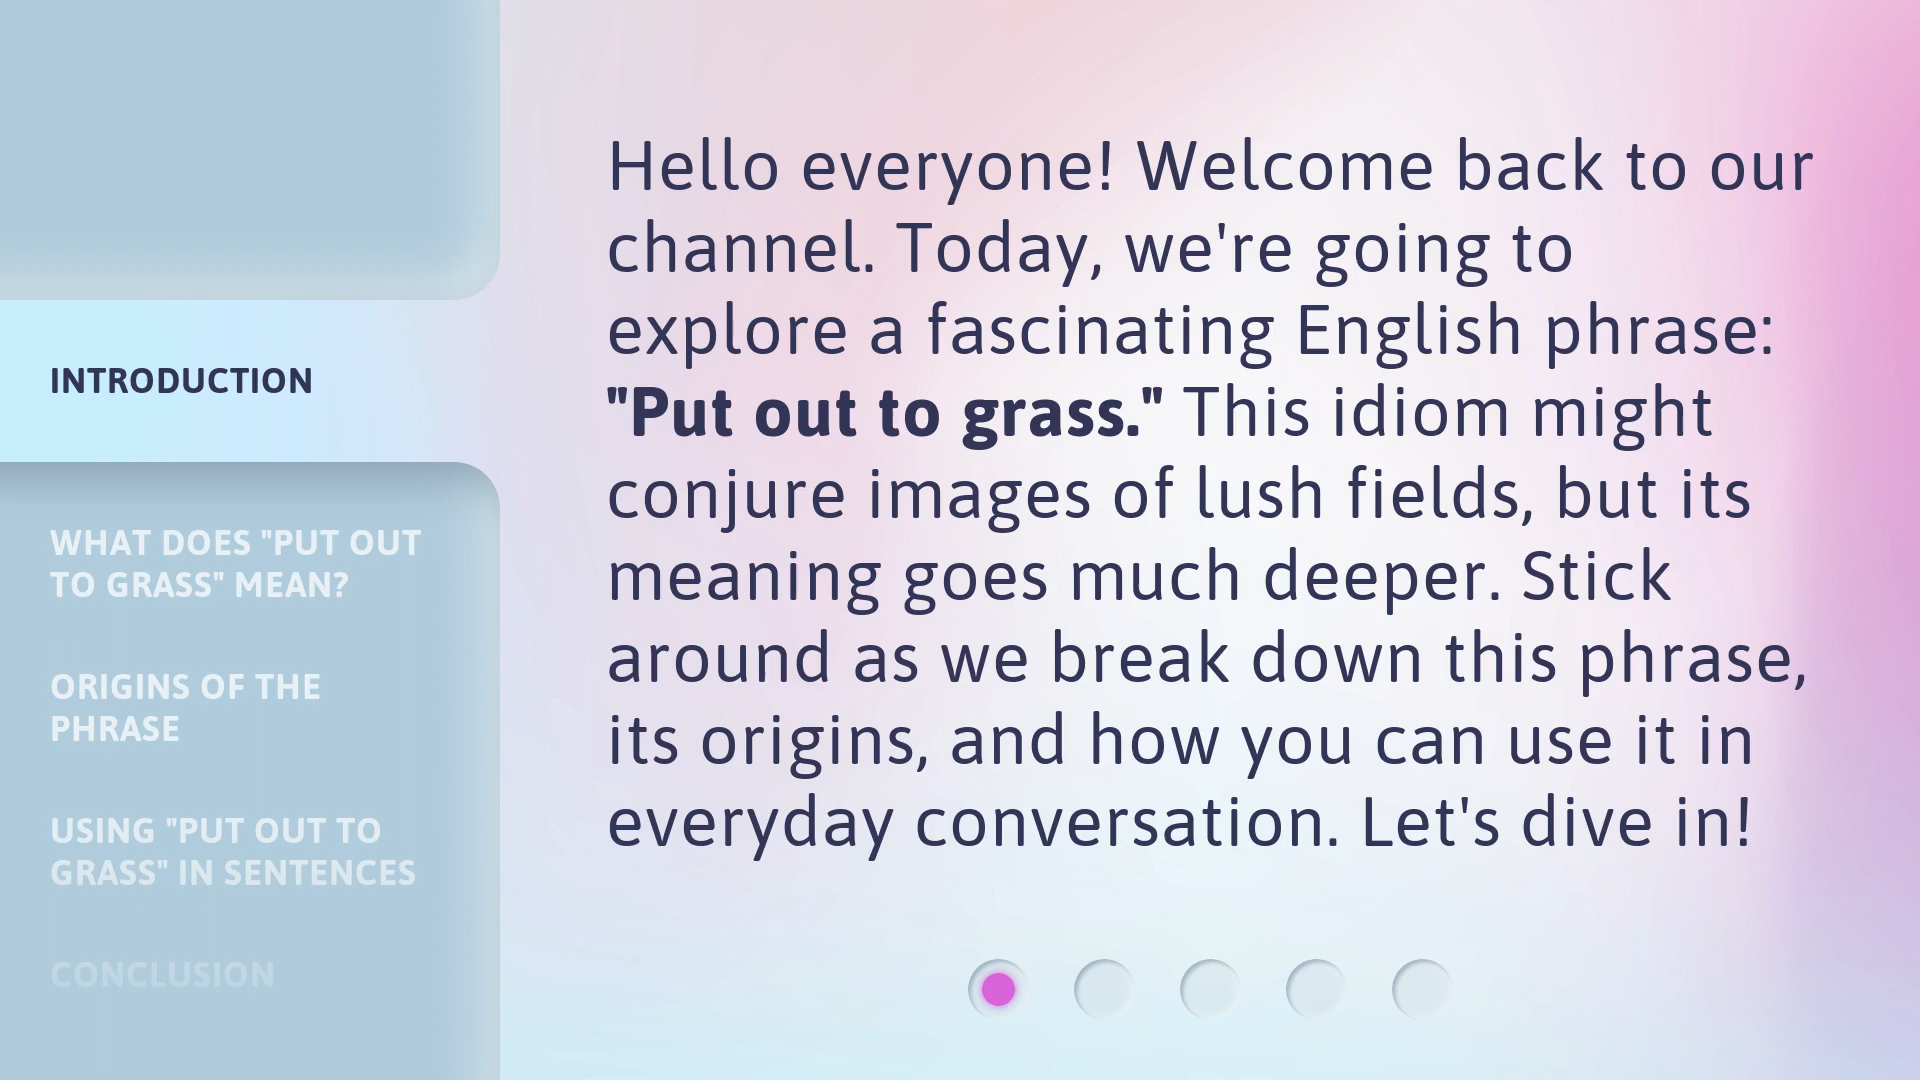 INTRODUCTION
WHAT DOES "PUT OUT
TO GRASS" MEAN?
ORIGINS OF THE
PHRASE
USING "PUT OUT TO
GRASS" IN SENTENCES
CONCLUSION
Hello everyone! Welcome back to our
channel. Today, we're going to
explore a fascinating English phrase:
"Put out to grass." This idiom might
conjure images of lush fields, but its
meaning goes much deeper. Stick
around as we break down this phrase,
its origins, and how you can use it in
everyday conversation. Let's dive in!